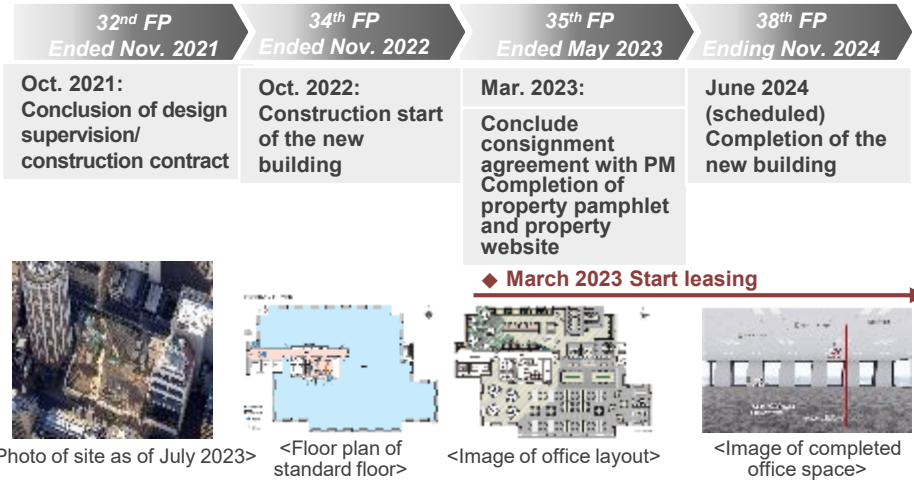 32nd FP
Ended Nov. 2021
34th FP
Ended Nov. 2022
35th FP
Ended May 2023
38th FP
Ending Nov. 2024
Oct. 2021:
Conclusion of design
supervision/
construction contract
Oct. 2022:
Construction start
of the new
building
Mar. 2023:
Conclude
consignment
agreement with PM
Completion of
property pamphlet
and property
website
June 2024
(scheduled)
Completion of the
new building
◆ March 2023 Start leasing
Photo of site as of July 2023>
<Floor plan of
standard floor>
<Image of office layout>
<Image of completed
office space>